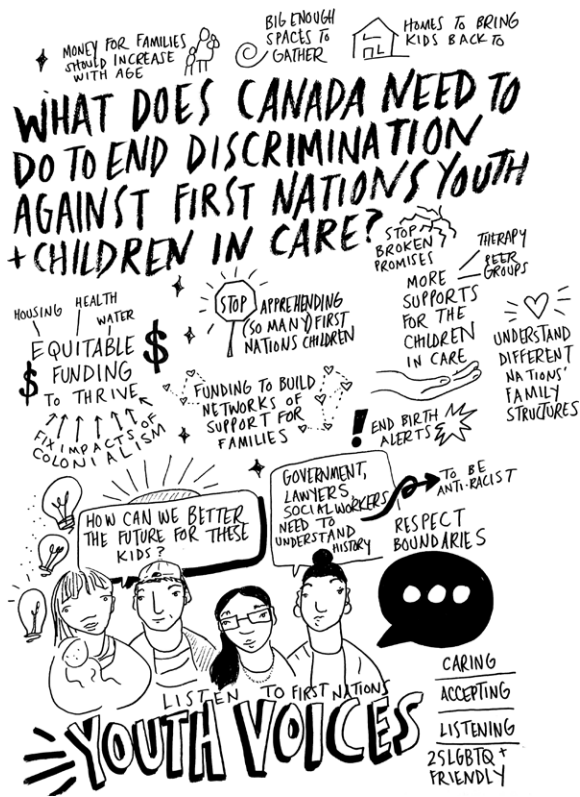 MONEY FOR FAMILIES
SHOULD INCREASE
WITH AGE
BIG ENOUGH
SPACES TO
GATHER
HOMES TO BRING
KIDS BACK TO
WHAT DOES CANADA NEED TO
DO TO END DISCRIMINATION
AGAINST FIRST NATIONS YOUTH
+ CHILDREN IN CARE?
STOP
BROKEN
PROMISES
THERAPY
PEER
GROUPS
MORE
SUPPORTS
FOR THE
CHILDREN
IN CARE
HOUSING
HEALTH
WATER
$ EQUITABLE $
FUNDING
TO THRIVE
FIX IMPACTS OF
COLONIALISM
STOP
APPREHENDING
(SO MANY) FIRST
NATIONS CHILDREN
UNDERSTAND
DIFFERENT
NATIONS'
FAMILY
STRUCTURES
FUNDING TO BUILD
NETWORKS OF
SUPPORT FOR
FAMILIES
! END BIRTH
ALERTS
HOW CAN WE BETTER
THE FUTURE FOR THESE
KIDS?
GOVERNMENT,
LAWYERS,
SOCIAL WORKERS
NEED TO
UNDERSTAND
HISTORY
TO BE
ANTI-RACIST
RESPECT
BOUNDARIES
CARING
ACCEPTING
LISTENING
2SLGBTQ+
FRIENDLY
LISTEN TO FIRST NATIONS
YOUTH VOICES